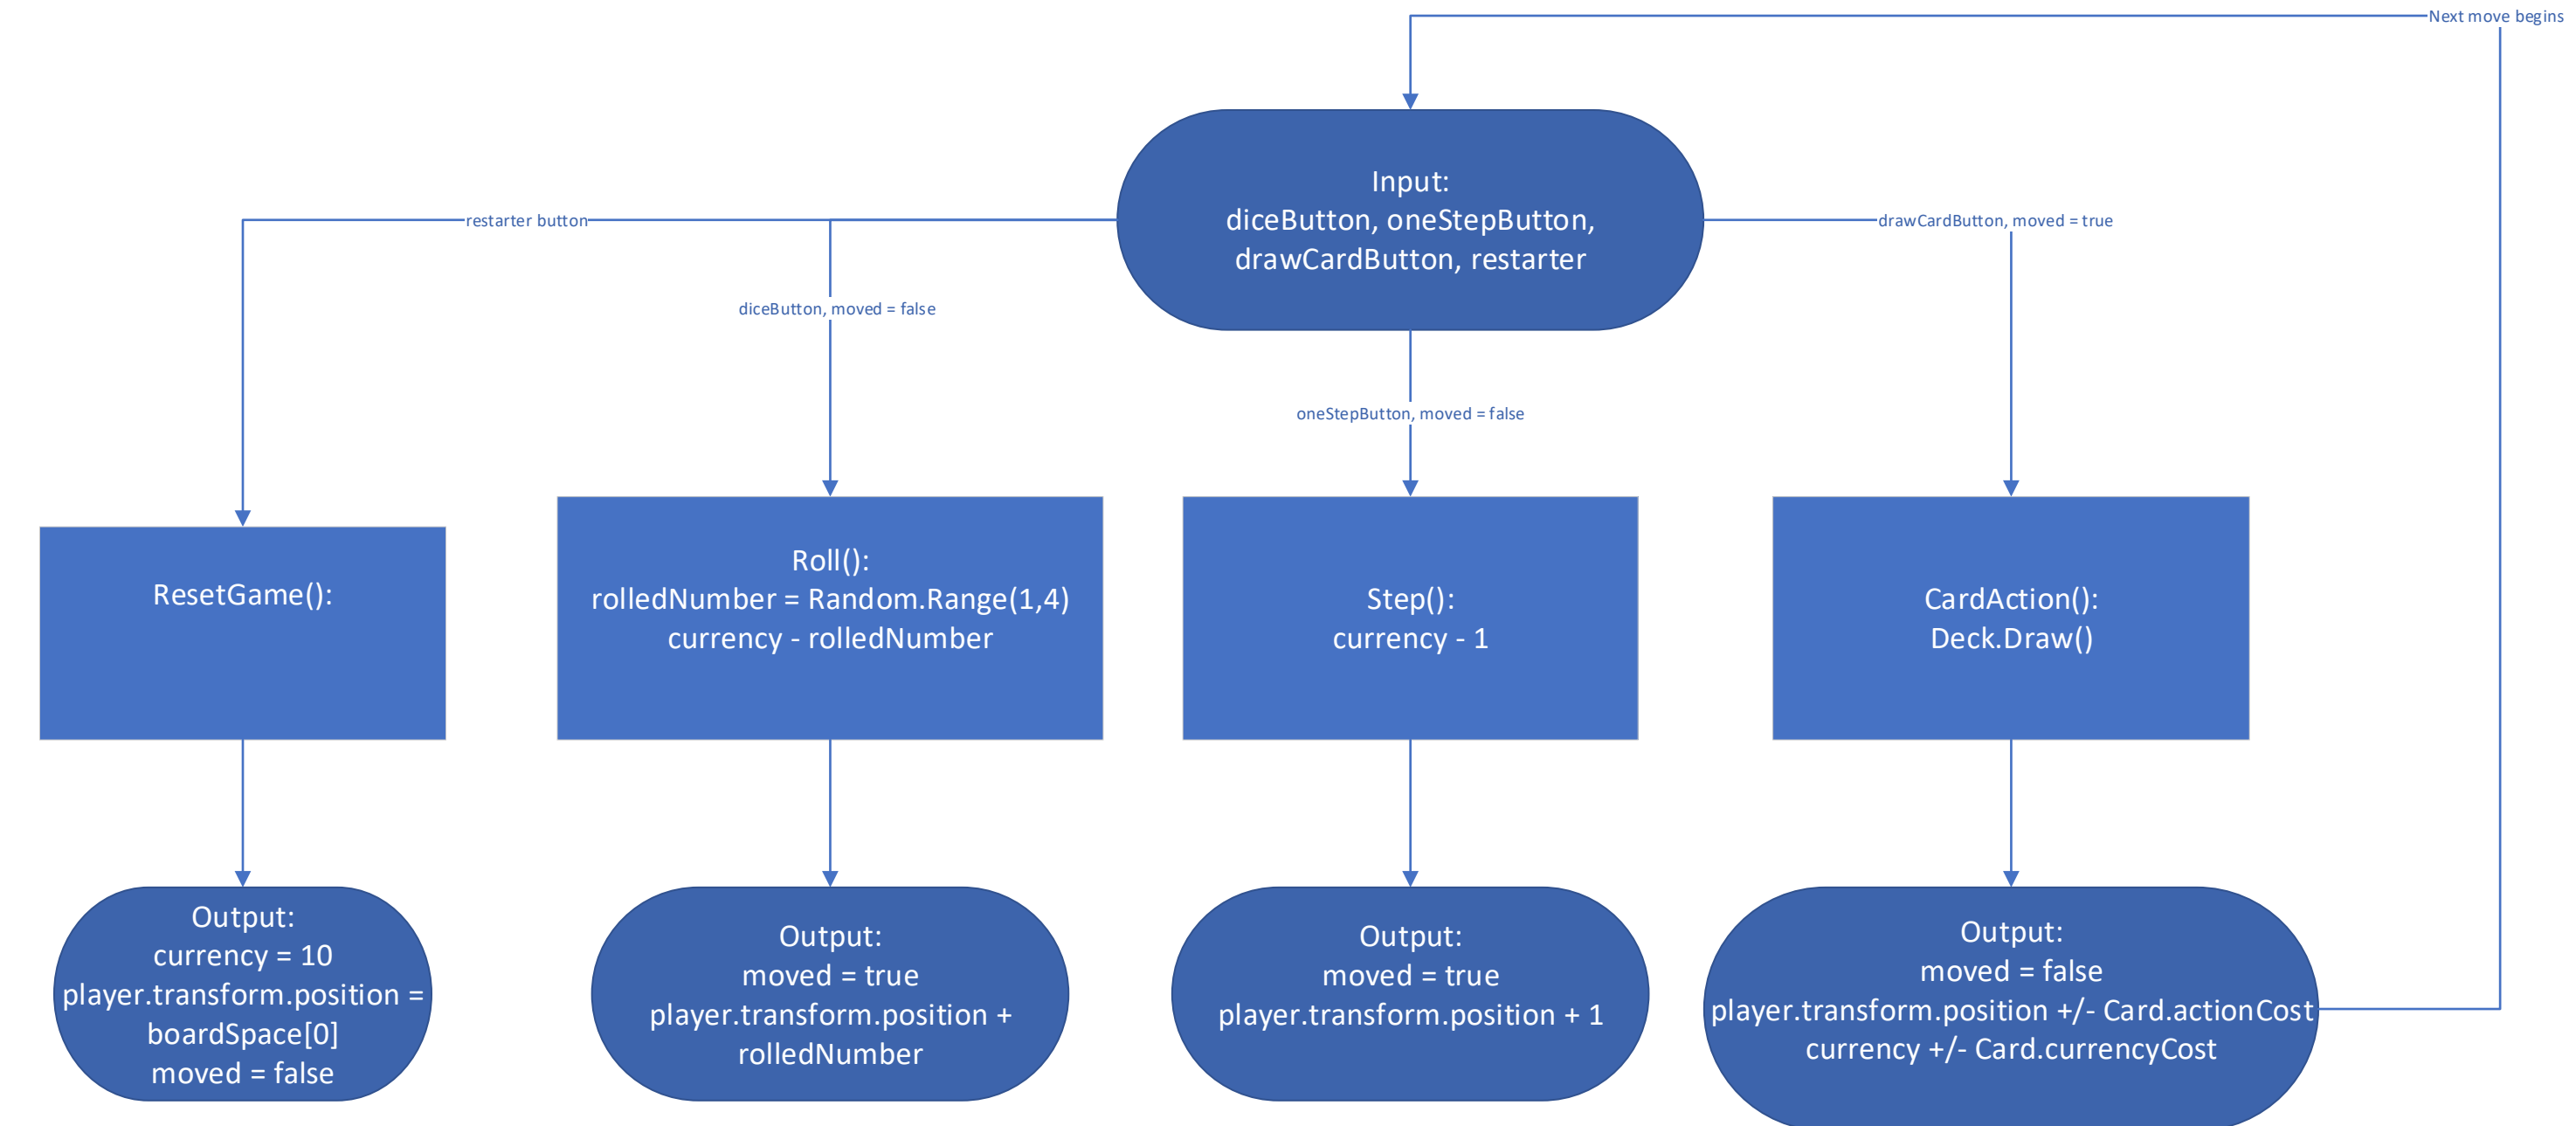 Next move begins
Input:
diceButton, oneStepButton,
drawCardButton, restarter
restarter button
drawCardButton, moved = true
diceButton, moved = false
oneStepButton, moved = false
ResetGame():
Roll():
rolledNumber = Random.Range(1,4)
currency - rolledNumber
Step():
currency - 1
CardAction():
Deck.Draw()
Output:
currency = 10
player.transform.position =
boardSpace[0]
moved = false
Output:
moved = true
player.transform.position +
rolledNumber
Output:
moved = true
player.transform.position + 1
Output:
moved = false
player.transform.position +/- Card.actionCost
currency +/- Card.currencyCost